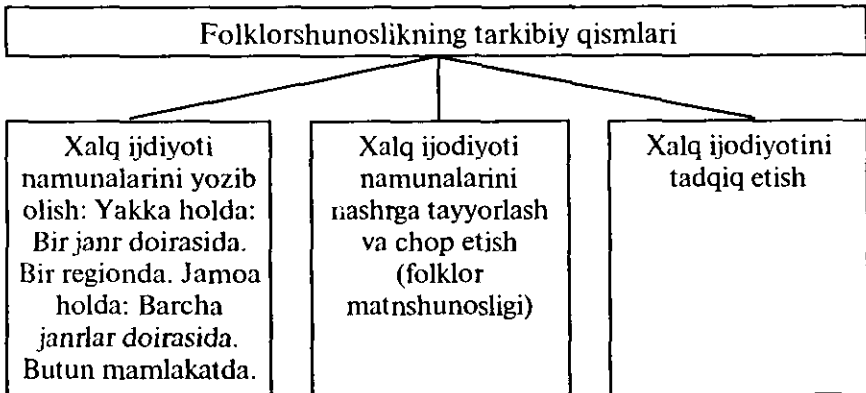 Folklorshunoslikning tarkibiy qismlari
Xalq ijdiyoti
namunalarini yozib
olish: Yakka holda:
Bir janr doirasida.
Bir regionda. Jamoa
holda: Barcha
janrlar doirasida.
Butun mamlakatda.
Xalq ijodiyoti
namunalarini
nashrga tayyorlash
va chop etish
(folklor
matnshunosligi)
Xalq ijodiyotini
tadqiq etish